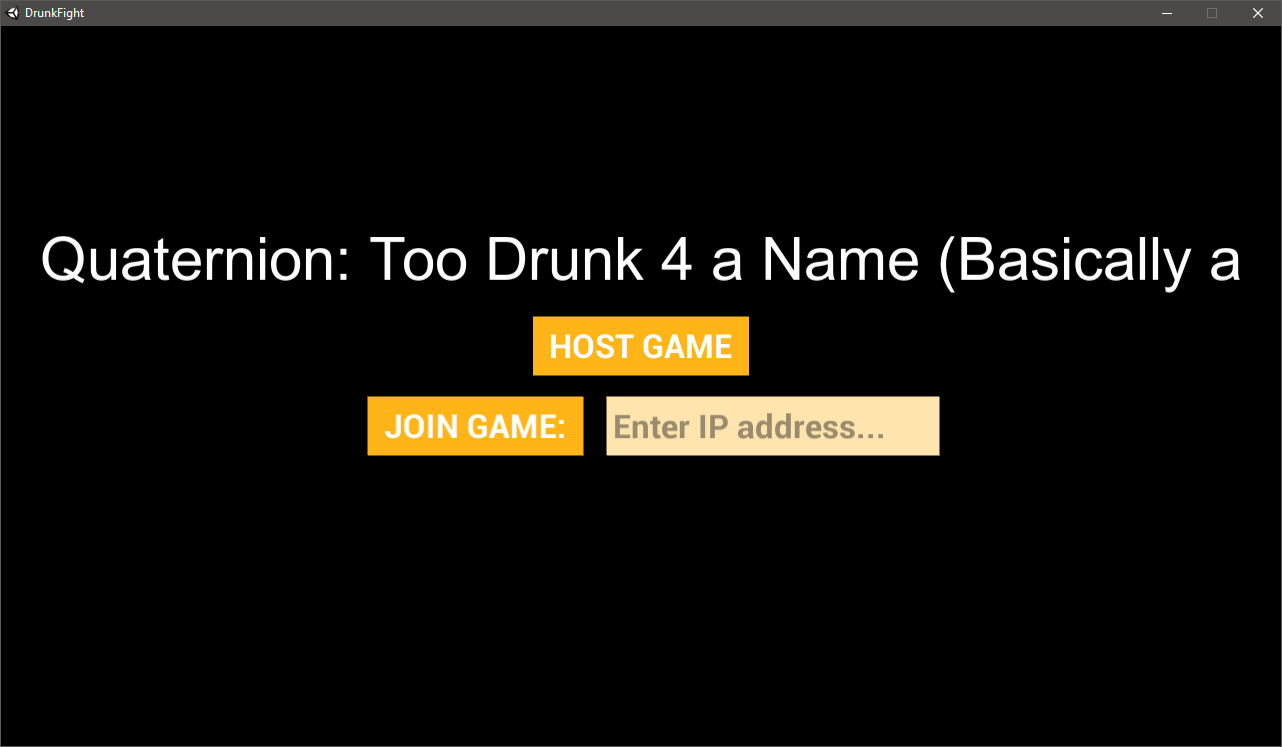 DrunkFight
Quaternion: Too Drunk 4 a Name (Basically a
HOST GAME
JOIN GAME: Enter IP address...